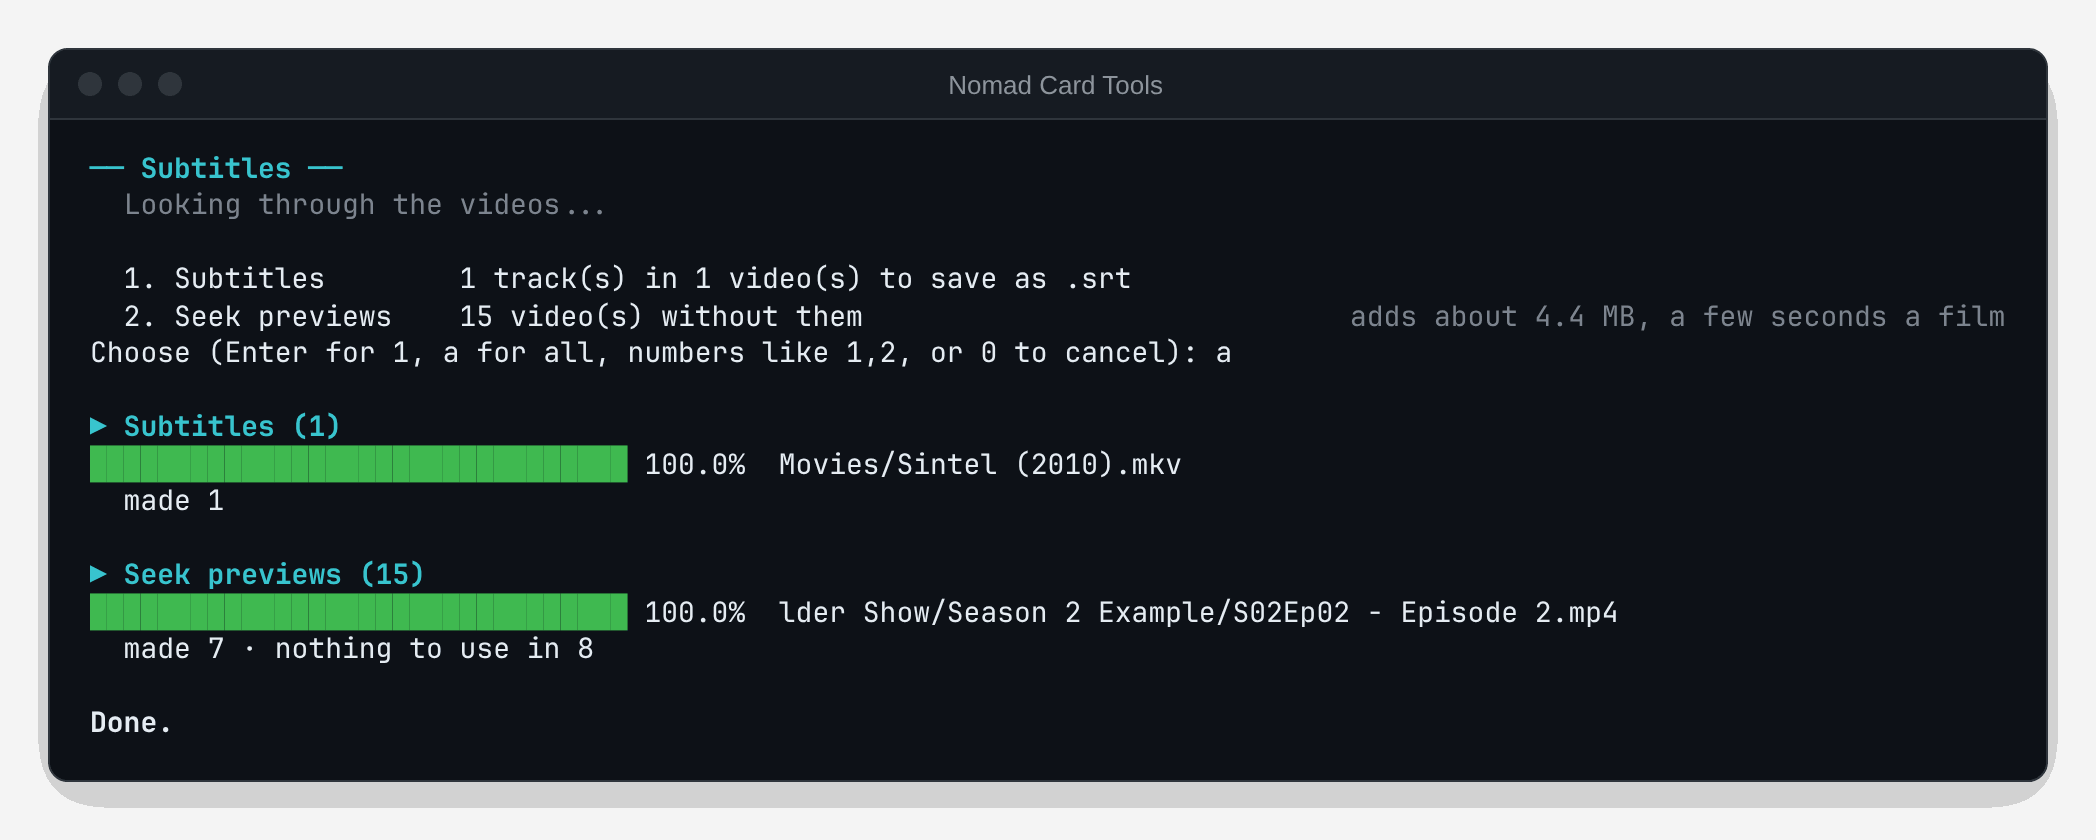 Nomad Card Tools
── Subtitles ──
Looking through the videos...
1. Subtitles        1 track(s) in 1 video(s) to save as .srt
2. Seek previews    15 video(s) without them    adds about 4.4 MB, a few seconds a film
Choose (Enter for 1, a for all, numbers like 1,2, or 0 to cancel): a
▶ Subtitles (1)
100.0%  Movies/Sintel (2010).mkv
made 1
▶ Seek previews (15)
100.0%  lder Show/Season 2 Example/S02Ep02 - Episode 2.mp4
made 7 · nothing to use in 8
Done.